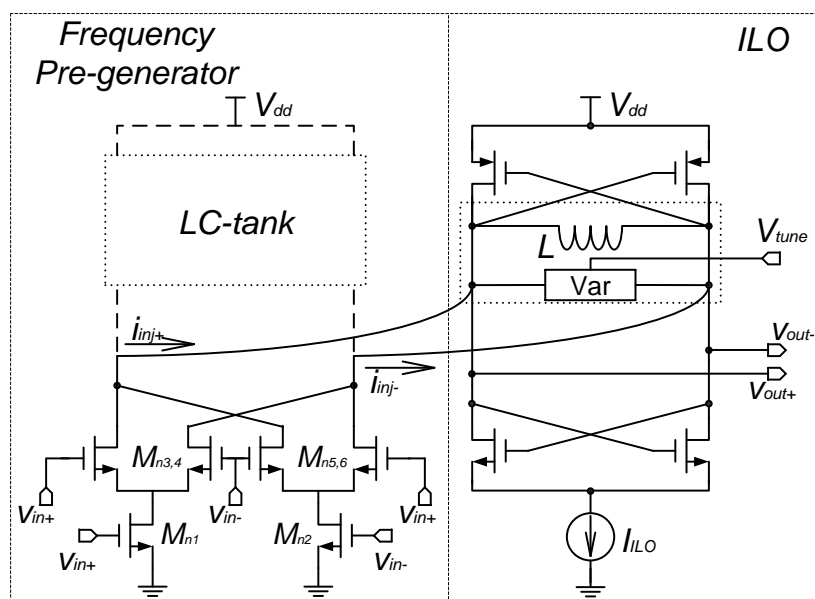 Frequency
Pre-generator
ILO
Vdd
Vdd
LC-tank
L
Vtune
Var
iinj+
iinj-
vout-
vout+
Mn3,4
Mn5,6
vin+
vin-
vin+
vin+
Mn1
Mn2
vin-
IILO